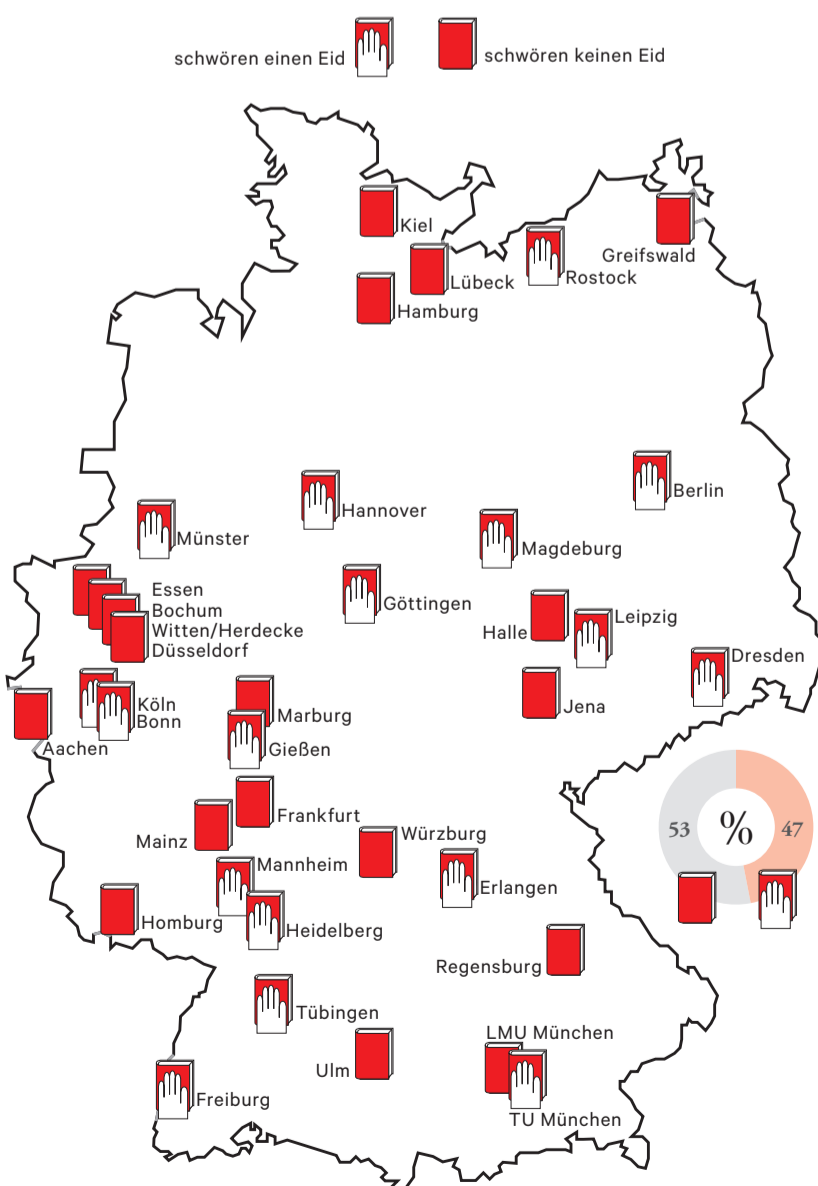 schwören einen Eid
schwören keinen Eid
Kiel
Greifswald
Lübeck
Rostock
Hamburg
Berlin
Hannover
Münster
Magdeburg
Essen
Bochum
Witten/Herdecke
Düsseldorf
Göttingen
Halle
Leipzig
Dresden
Köln
Bonn
Marburg
Jena
Aachen
Gießen
Frankfurt
53
%
47
Mainz
Würzburg
Mannheim
Erlangen
Homburg
Heidelberg
Regensburg
Tübingen
LMU München
Ulm
Freiburg
TU München